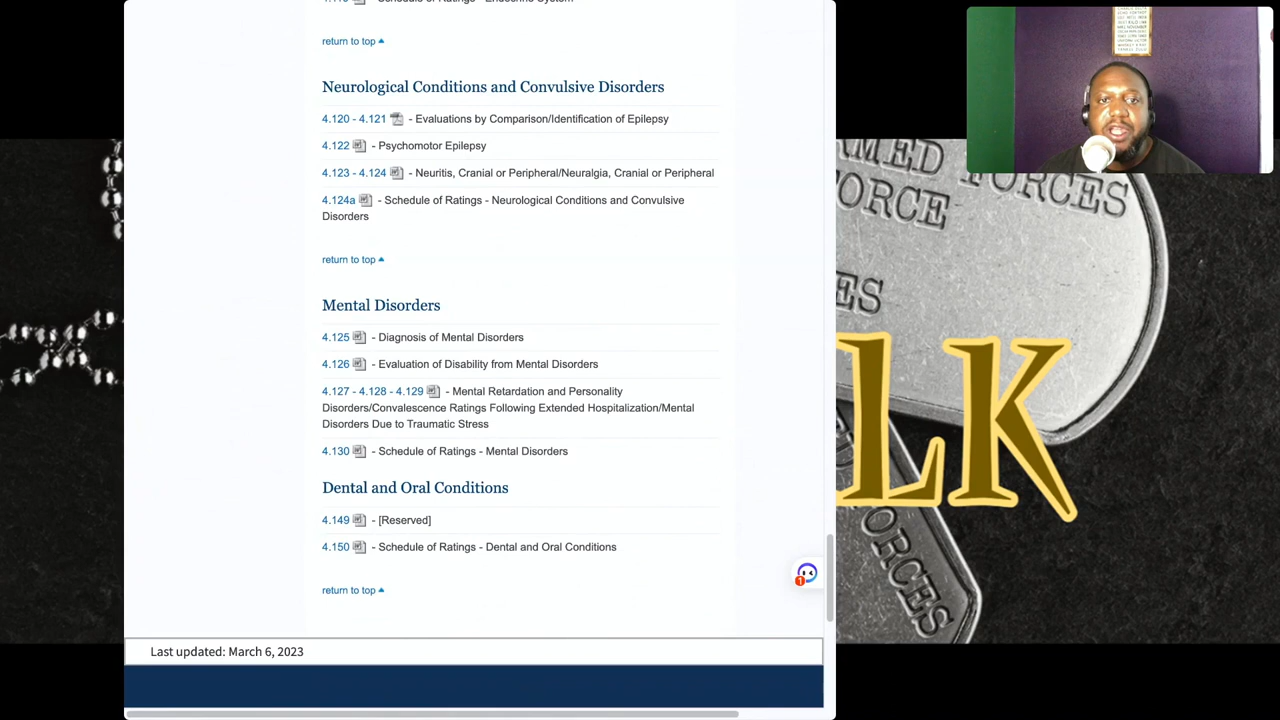 return to top
Neurological Conditions and Convulsive Disorders
4.120 - 4.121 - Evaluations by Comparison/Identification of Epilepsy
4.122 - Psychomotor Epilepsy
4.123 - 4.124 - Neuritis, Cranial or Peripheral/Neuralgia, Cranial or Peripheral
4.124a - Schedule of Ratings - Neurological Conditions and Convulsive
Disorders
return to top
Mental Disorders
4.125 - Diagnosis of Mental Disorders
4.126 - Evaluation of Disability from Mental Disorders
4.127 - 4.128 - 4.129 - Mental Retardation and Personality
Disorders/Convalescence Ratings Following Extended Hospitalization/Mental
Disorders Due to Traumatic Stress
4.130 - Schedule of Ratings - Mental Disorders
Dental and Oral Conditions
4.149 - [Reserved]
4.150 - Schedule of Ratings - Dental and Oral Conditions
1
return to top
Last updated: March 6, 2023
ARMED FORCES
ORCE
ES
LK
ORCES